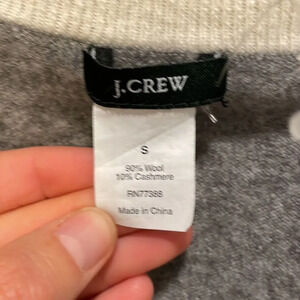 J.CREW
S
90% Wool
10% Cashmere
RN77388
Made in China